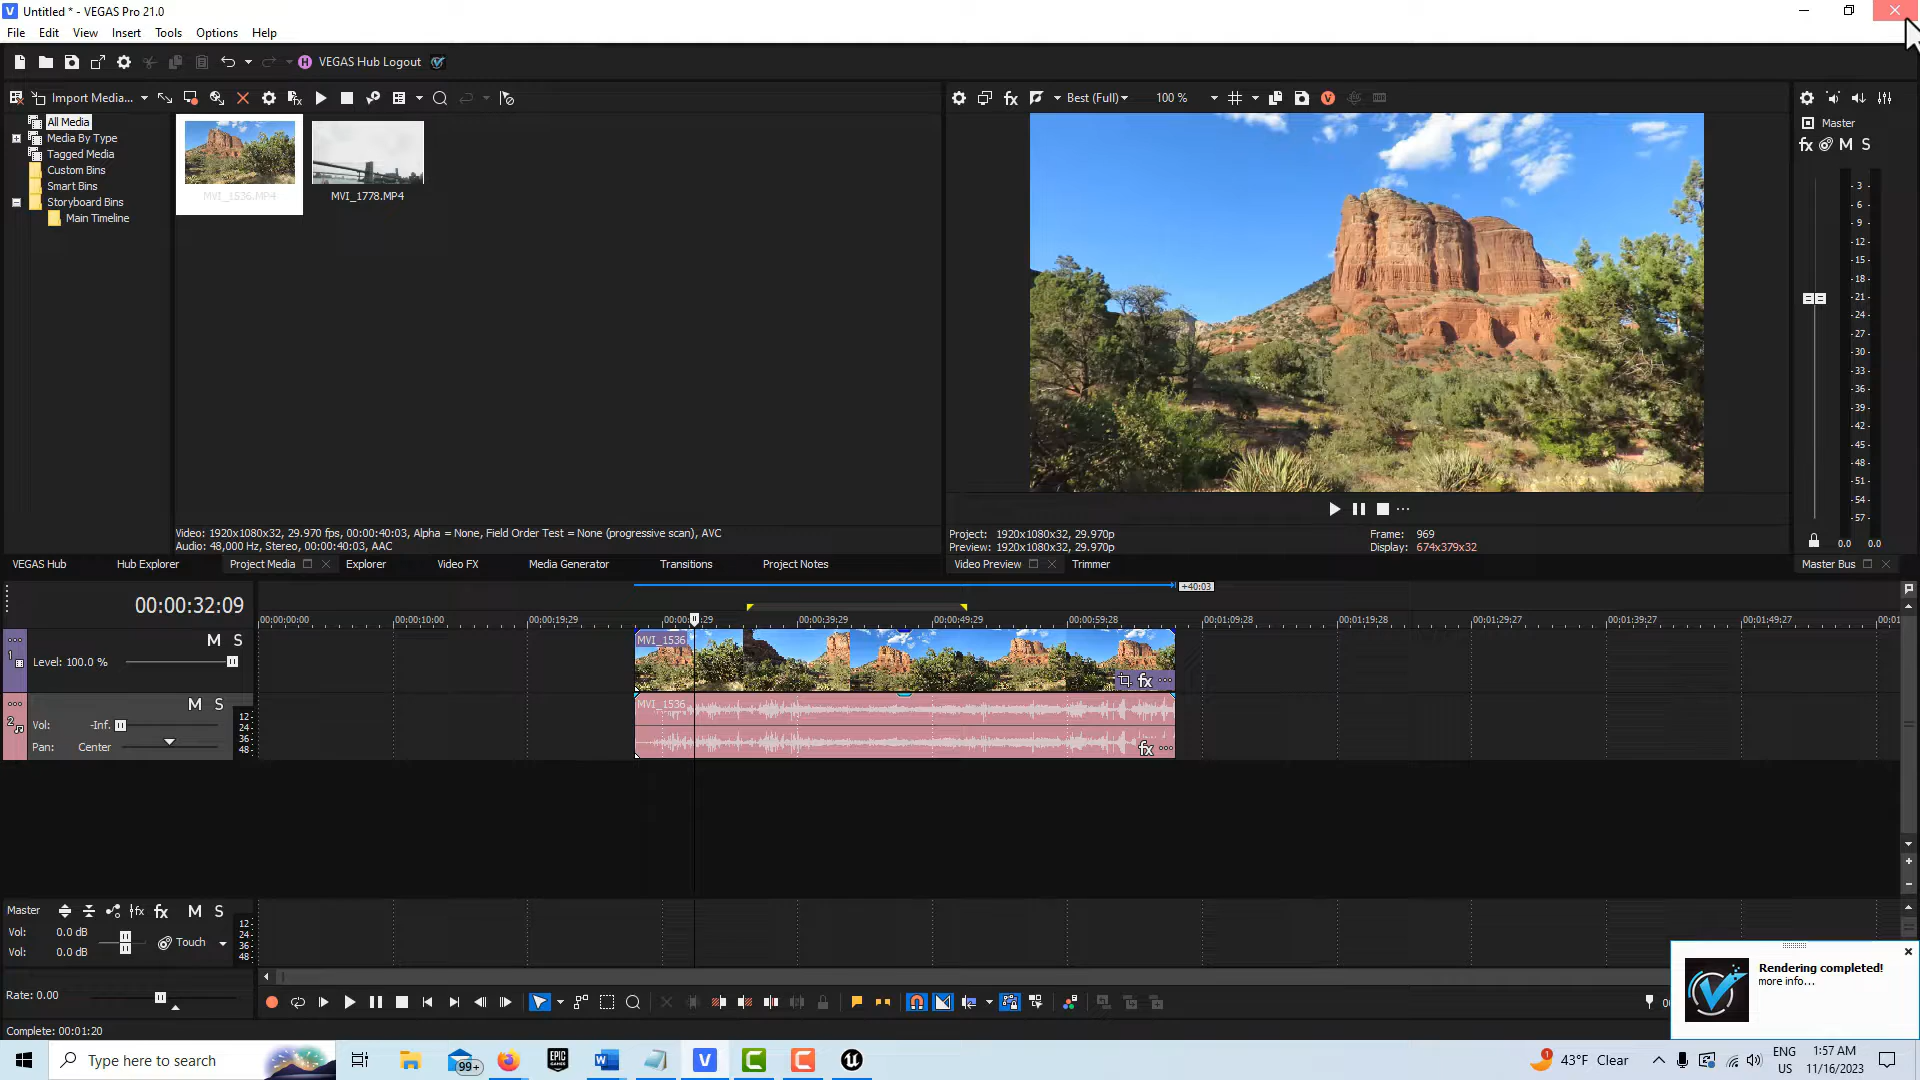 Untitled * - VEGAS Pro 21.0
File Edit View Insert Tools Options Help
VEGAS Hub Logout
Import Media...
Best (Full)
100 %
All Media
Media By Type
Tagged Media
Custom Bins
Smart Bins
Storyboard Bins
Main Timeline
MVI_1536.MP4
MVI_1778.MP4
Master
fx M S
3
6
9
12
15
18
21
24
27
30
33
36
39
42
45
48
51
54
57
0.0 0.0
Video: 1920x1080x32, 29.970 fps, 00:00:40:03, Alpha = None, Field Order Test = None (progressive scan), AVC
Audio: 48,000 Hz, Stereo, 00:00:40:03, AAC
Project: 1920x1080x32, 29.970p
Preview: 1920x1080x32, 29.970p
Frame: 969
Display: 674x379x32
VEGAS Hub Hub Explorer Project Media Explorer Video FX Media Generator Transitions Project Notes
Video Preview Trimmer
Master Bus
+40:03
00:00:32:09
00:00:00:00 00:00:10:00 00:00:19:29 00:00:29:29 00:00:39:29 00:00:49:29 00:00:59:28 00:01:09:28 00:01:19:28 00:01:29:27 00:01:39:27 00:01:49:27 00:01
1
M S
Level: 100.0 %
MVI_1536
fx
2
M S
Vol: -Inf.
Pan: Center
12
24
36
48
MVI_1536
fx
Master fx fx M S
Vol: 0.0 dB
Vol: 0.0 dB
Touch
12
24
36
48
Rate: 0.00
Rendering completed!
more info...
Complete: 00:01:20
Type here to search
99+
EPIC GAMES
1
43°F Clear
ENG
US
1:57 AM
11/16/2023